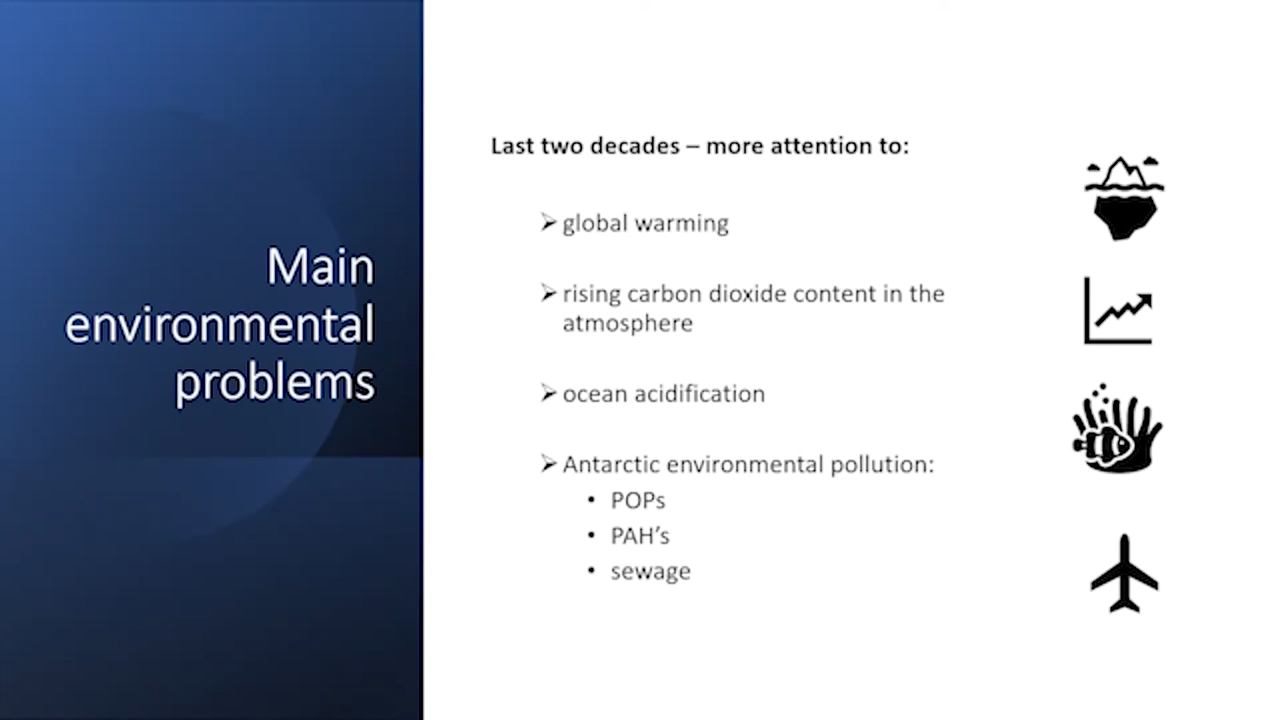 Main
environmental
problems
Last two decades – more attention to:
➢ global warming
➢ rising carbon dioxide content in the
atmosphere
➢ ocean acidification
➢ Antarctic environmental pollution:
• POPs
• PAH’s
• sewage